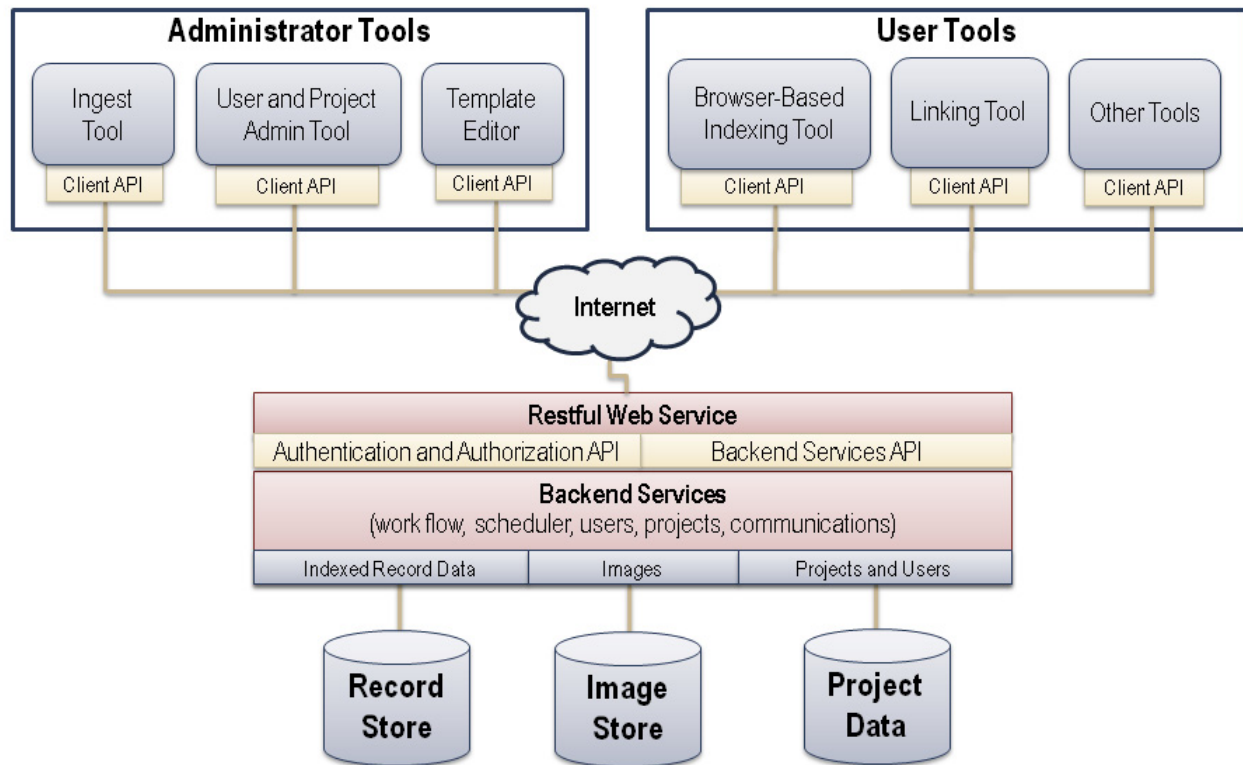 Administrator Tools
Ingest
Tool
Client API
User and Project
Admin Tool
Client API
Template
Editor
Client API
User Tools
Browser-Based
Indexing Tool
Client API
Linking Tool
Client API
Other Tools
Client API
Internet
Restful Web Service
Authentication and Authorization API
Backend Services API
Backend Services
(work flow, scheduler, users, projects, communications)
Indexed Record Data
Images
Projects and Users
Record
Store
Image
Store
Project
Data